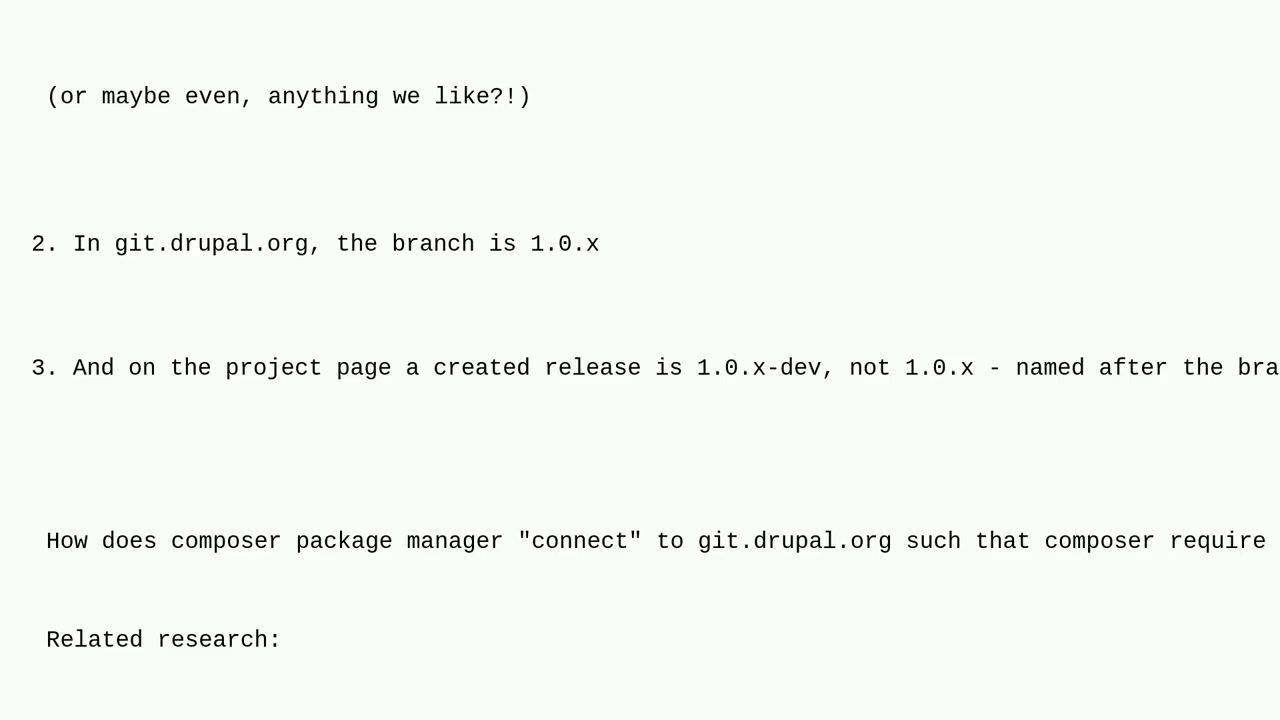 (or maybe even, anything we like?!)
2. In git.drupal.org, the branch is 1.0.x
3. And on the project page a created release is 1.0.x-dev, not 1.0.x - named after the bra
How does composer package manager "connect" to git.drupal.org such that composer require
Related research: